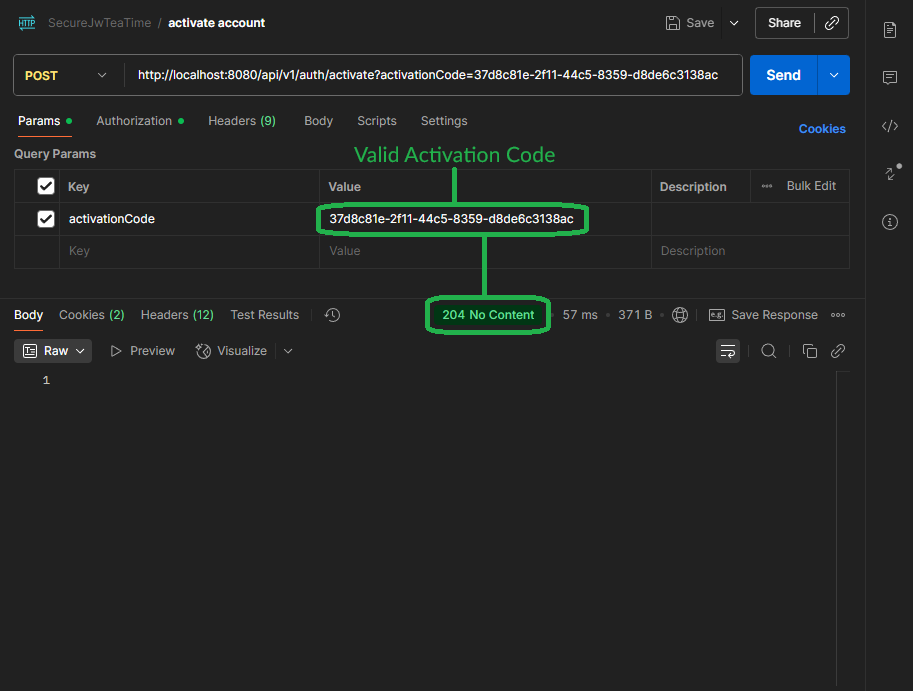 HTTP SecureJwTeaTime / activate account Save Share
POST http://localhost:8080/api/v1/auth/activate?activationCode=37d8c81e-2f11-44c5-8359-d8de6c3138ac Send
Params Authorization Headers (9) Body Scripts Settings Cookies
Query Params
Valid Activation Code
Key Value Description Bulk Edit
activationCode 37d8c81e-2f11-44c5-8359-d8de6c3138ac
Key Value Description
Body Cookies (2) Headers (12) Test Results 204 No Content 57 ms 371 B e.g. Save Response
Raw Preview Visualize
1